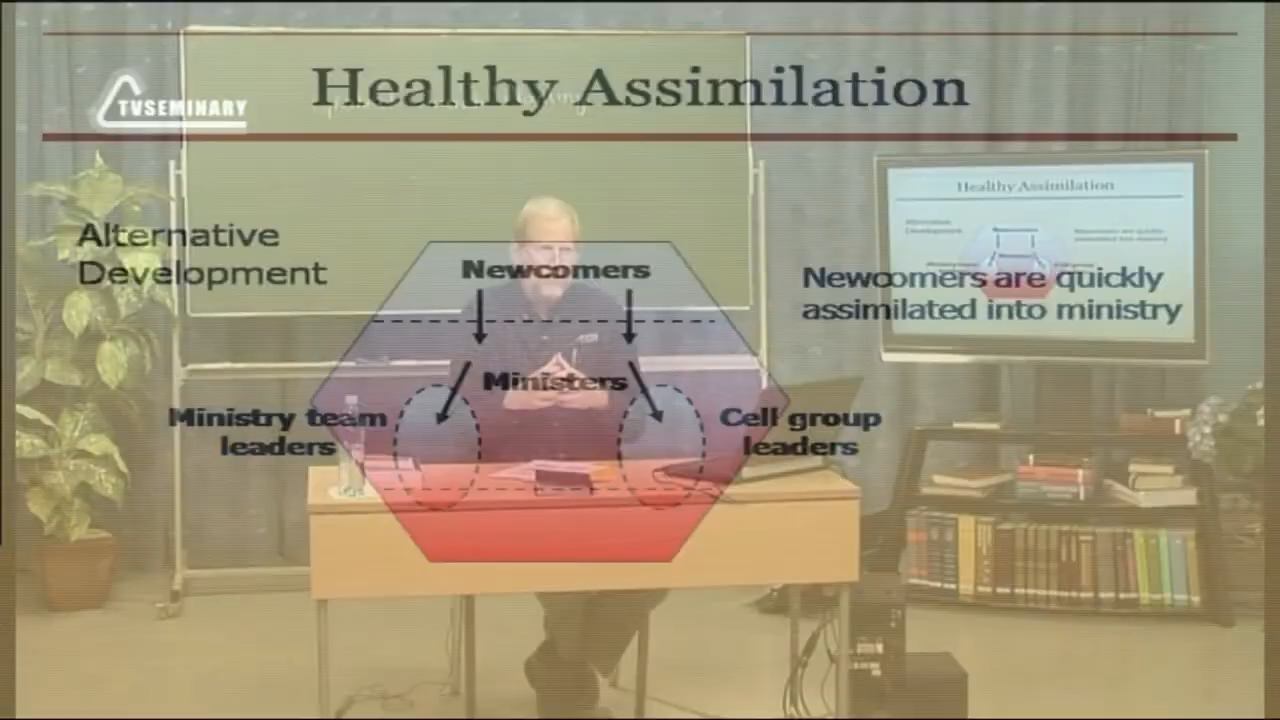 Healthy Assimilation
TVSEMINARY
Healthy Assimilation
Alternative
Development
Newcomers
Newcomers are quickly
assimilated into ministry
Ministers
Ministry team
leaders
Cell group
leaders